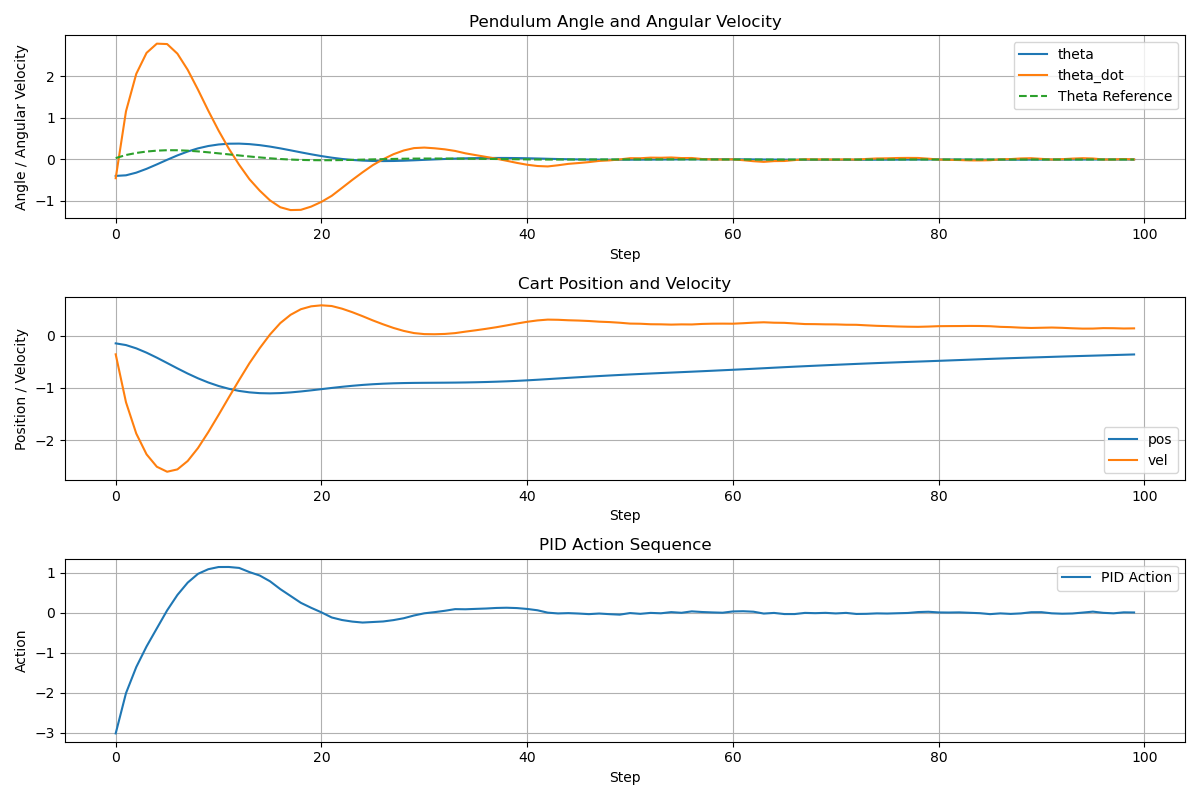 Pendulum Angle and Angular Velocity
Angle / Angular Velocity
2
1
0
−1
theta
theta_dot
Theta Reference
0
20
40
60
80
100
Step
Cart Position and Velocity
Position / Velocity
0
−1
−2
pos
vel
0
20
40
60
80
100
Step
PID Action Sequence
Action
1
0
−1
−2
−3
PID Action
0
20
40
60
80
100
Step